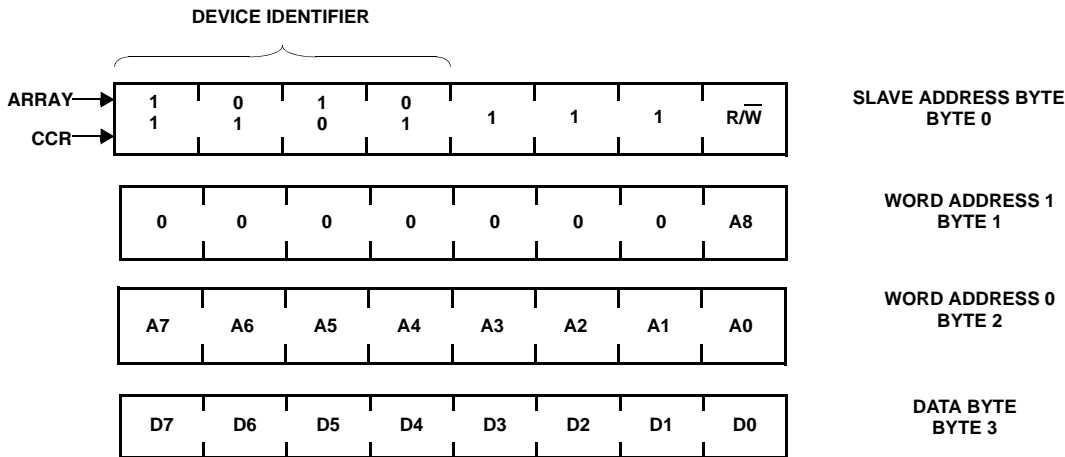 DEVICE IDENTIFIER
ARRAY 1 0 1 0
CCR 1 1 0 1 1 1 1 R/W̅
SLAVE ADDRESS BYTE
BYTE 0
0 0 0 0 0 0 0 A8
WORD ADDRESS 1
BYTE 1
A7 A6 A5 A4 A3 A2 A1 A0
WORD ADDRESS 0
BYTE 2
D7 D6 D5 D4 D3 D2 D1 D0
DATA BYTE
BYTE 3